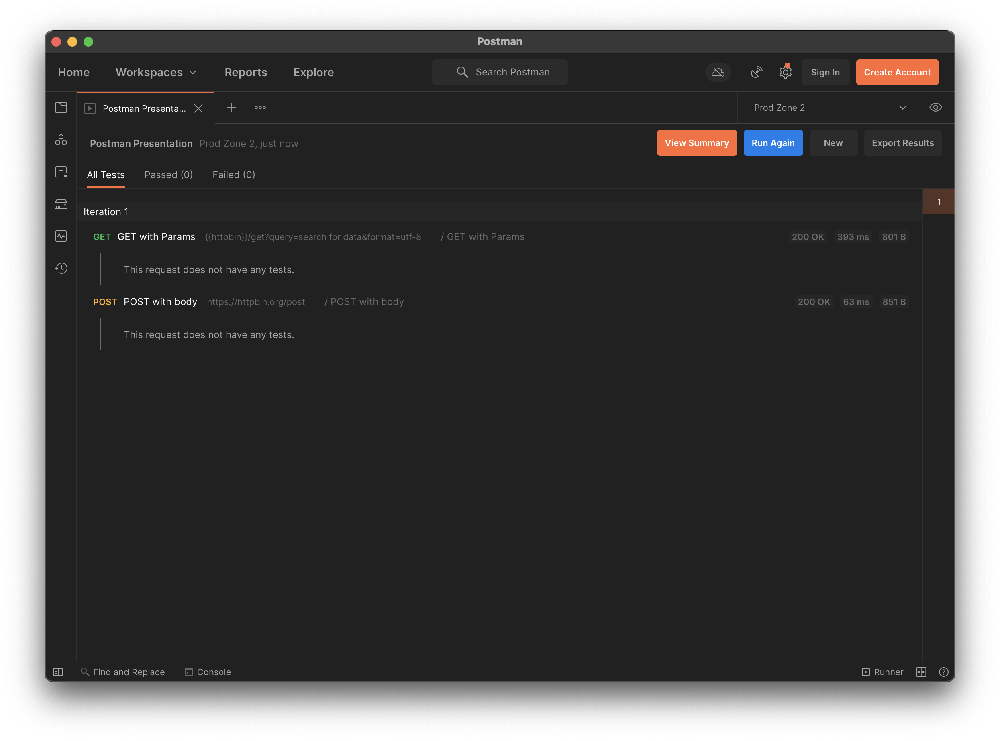 Postman
Home Workspaces Reports Explore Search Postman Sign In Create Account
Postman Presenta... Prod Zone 2
Postman Presentation Prod Zone 2, just now View Summary Run Again New Export Results
All Tests Passed (0) Failed (0)
1
Iteration 1
GET GET with Params {{httpbin}}/get?query=search for data&format=utf-8 / GET with Params 200 OK 393 ms 801 B
This request does not have any tests.
POST POST with body https://httpbin.org/post / POST with body 200 OK 63 ms 851 B
This request does not have any tests.
Find and Replace Console Runner